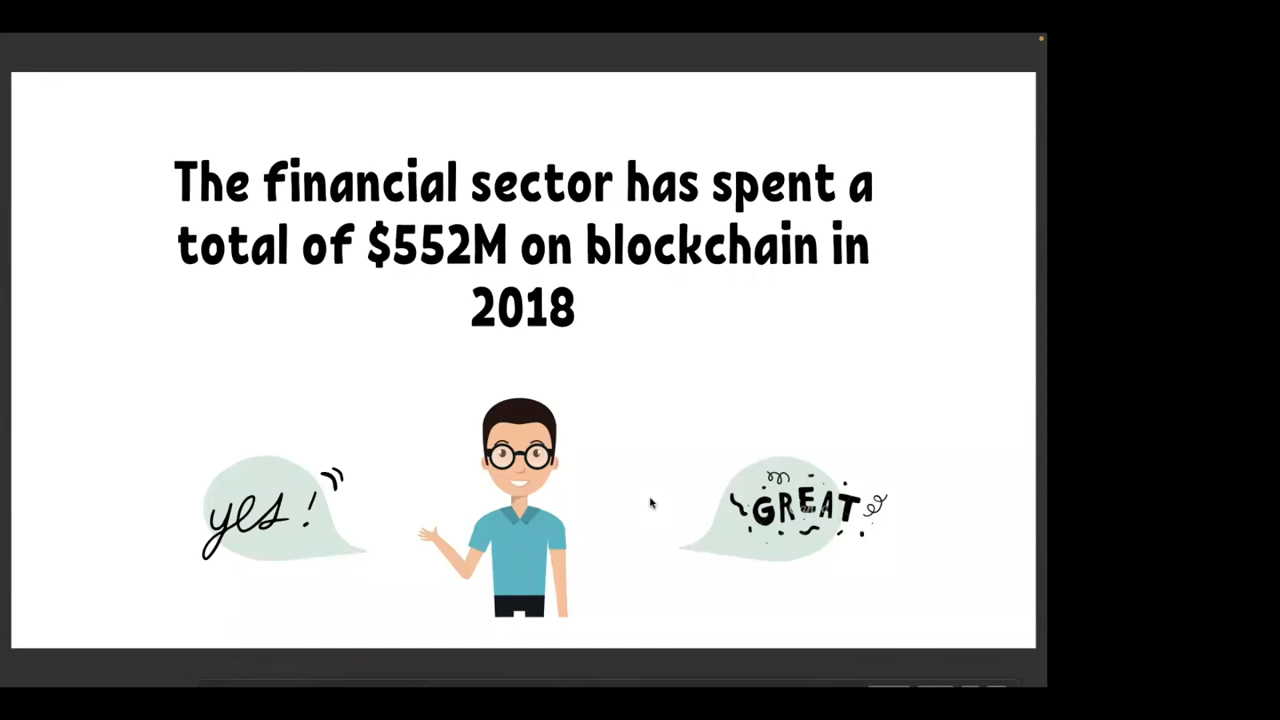 The financial sector has spent a
total of $552M on blockchain in
2018
yes!
GREAT